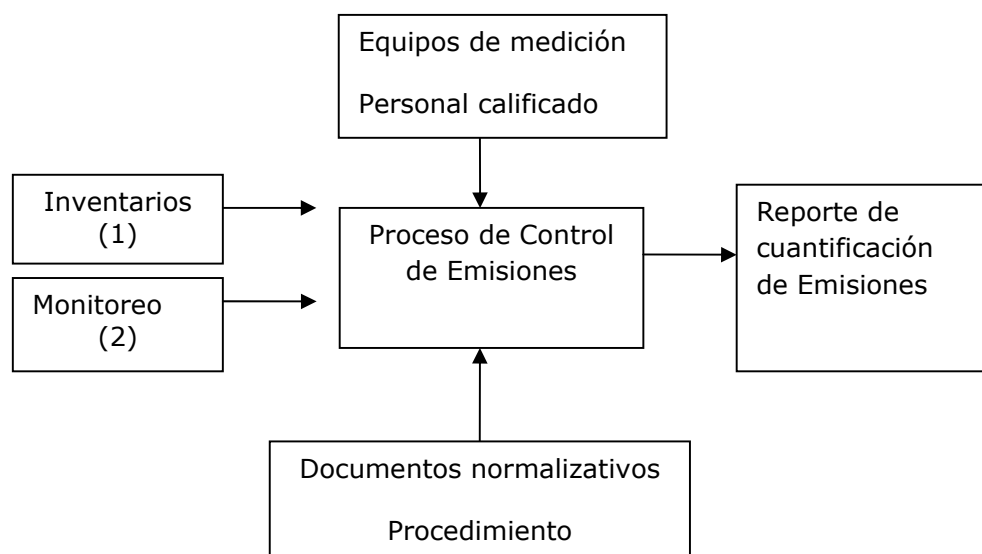 Equipos de medición
Personal calificado
Inventarios
(1)
Monitoreo
(2)
Proceso de Control
de Emisiones
Reporte de
cuantificación
de Emisiones
Documentos normalizativos
Procedimiento